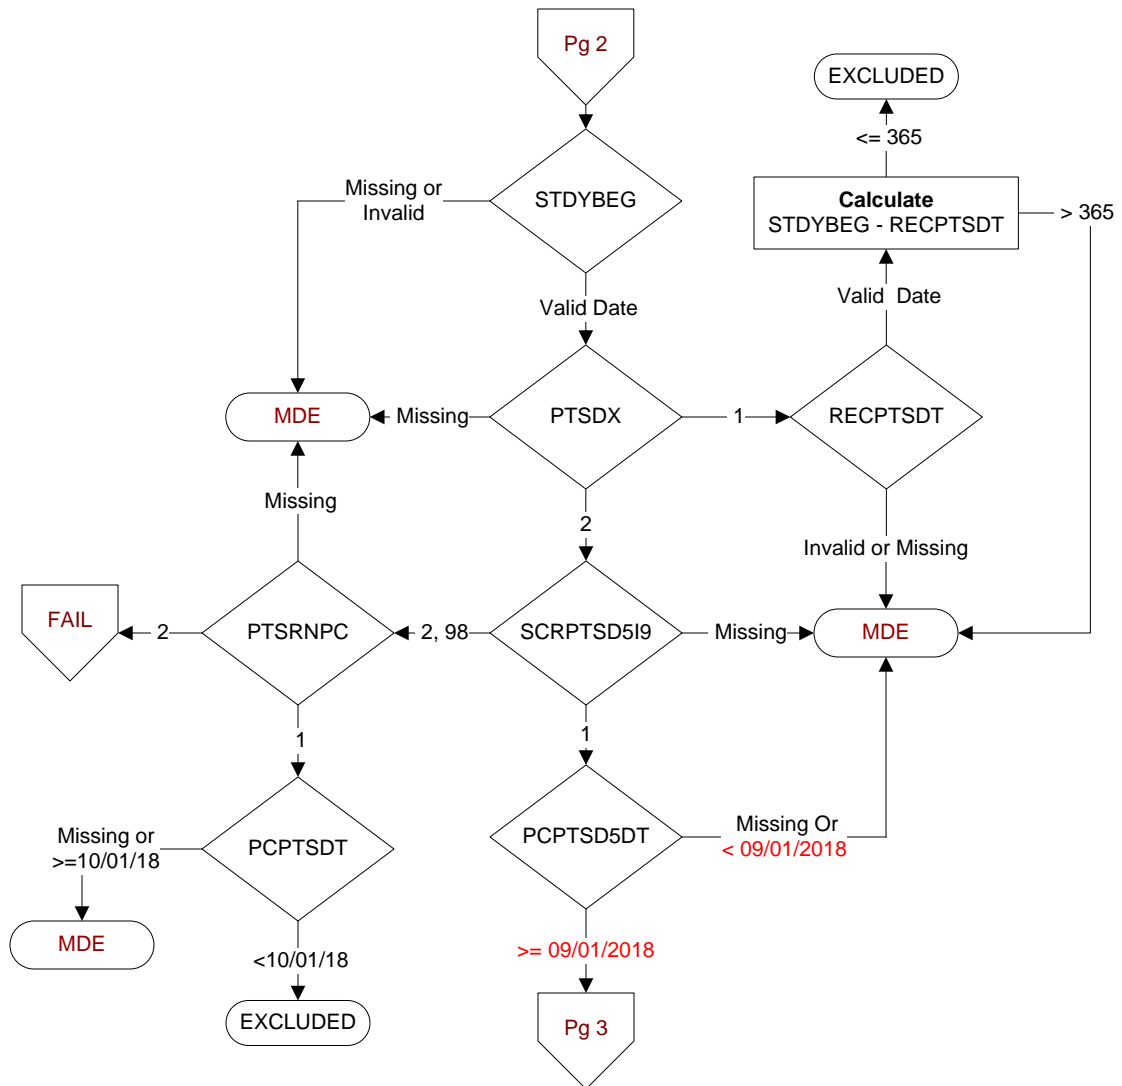 Pg 2
EXCLUDED
<= 365
Missing or
Invalid
STDYBEG
Calculate
STDYBEG - RECPTSDT
> 365
Valid Date
Valid Date
MDE
Missing
PTSDX
1
RECPTSDT
Missing
2
Invalid or Missing
FAIL
2
PTSRNPC
2, 98
SCRPTSD5I9
Missing
MDE
1
1
Missing or
>=10/01/18
PCPTSDT
PCPTSD5DT
Missing Or
< 09/01/2018
MDE
<10/01/18
>= 09/01/2018
EXCLUDED
Pg 3